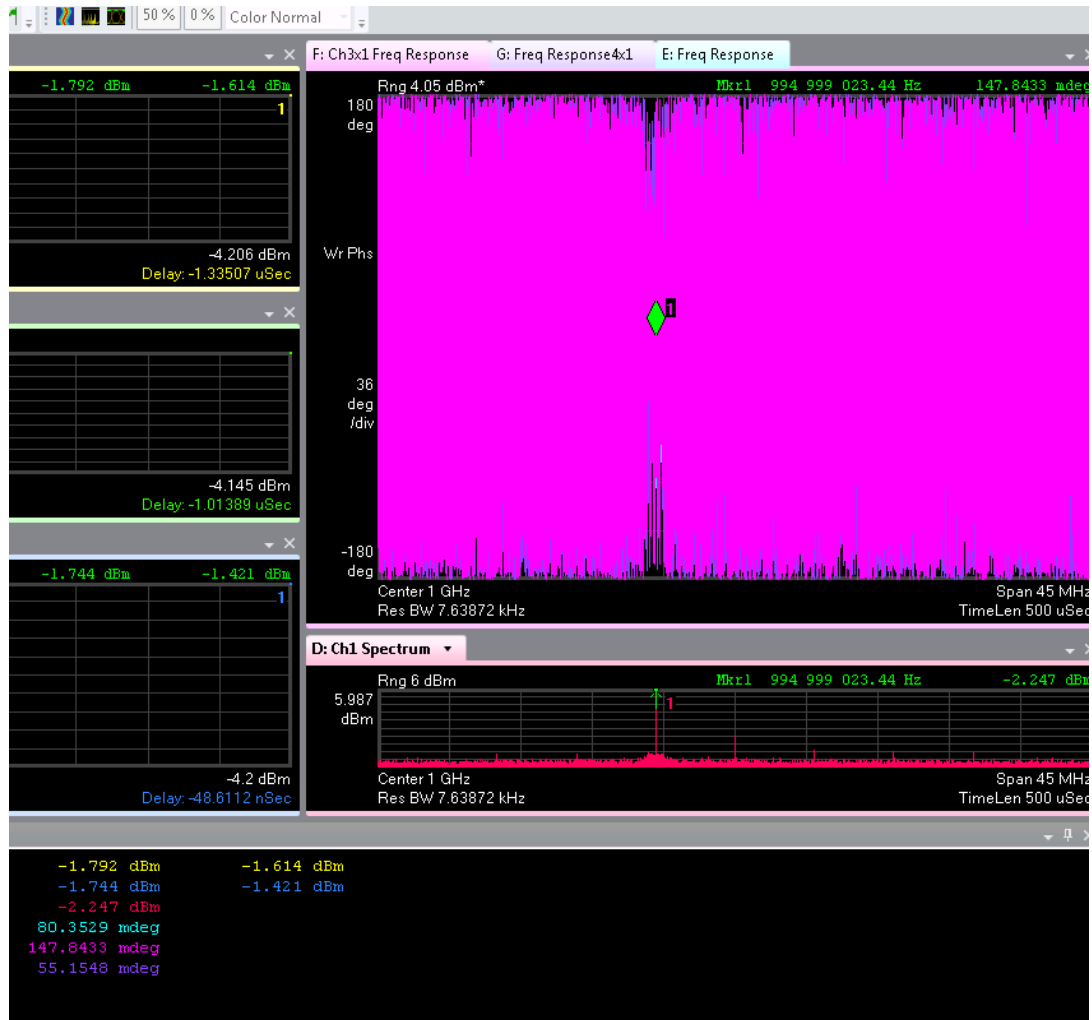 50 % 0 % Color Normal
-1.792 dBm -1.614 dBm
1
-4.206 dBm
Delay: -1.33507 uSec
-4.145 dBm
Delay: -1.01389 uSec
-1.744 dBm -1.421 dBm
1
-4.2 dBm
Delay: -48.6112 nSec
F: Ch3x1 Freq Response G: Freq Response4x1 E: Freq Response
Rng 4.05 dBm* Mkr1 994 999 023.44 Hz 147.8433 mdeg
180
deg
Wr Phs
1
36
deg
/div
-180
deg
Center 1 GHz Span 45 MHz
Res BW 7.63872 kHz TimeLen 500 uSec
D: Ch1 Spectrum
Rng 6 dBm Mkr1 994 999 023.44 Hz -2.247 dBm
5.987
dBm
1
Center 1 GHz Span 45 MHz
Res BW 7.63872 kHz TimeLen 500 uSec
-1.792 dBm -1.614 dBm
-1.744 dBm -1.421 dBm
-2.247 dBm
80.3529 mdeg
147.8433 mdeg
55.1548 mdeg